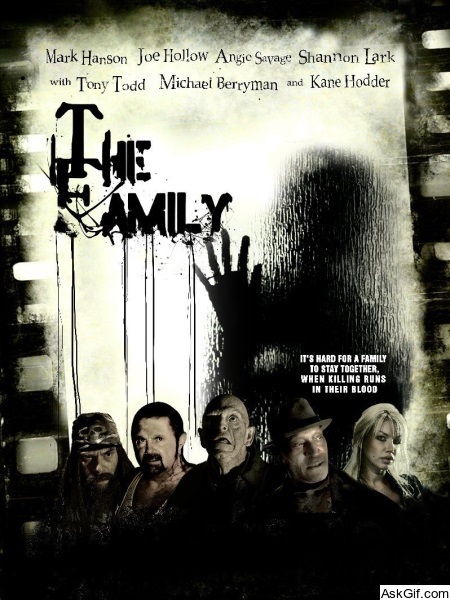 Mark Hanson Joe Hollow Angie Savage Shannon Lark
with Tony Todd Michael Berryman and Kane Hodder
The
Family
IT'S HARD FOR A FAMILY
TO STAY TOGETHER,
WHEN KILLING RUNS
IN THEIR BLOOD
AskGif.com